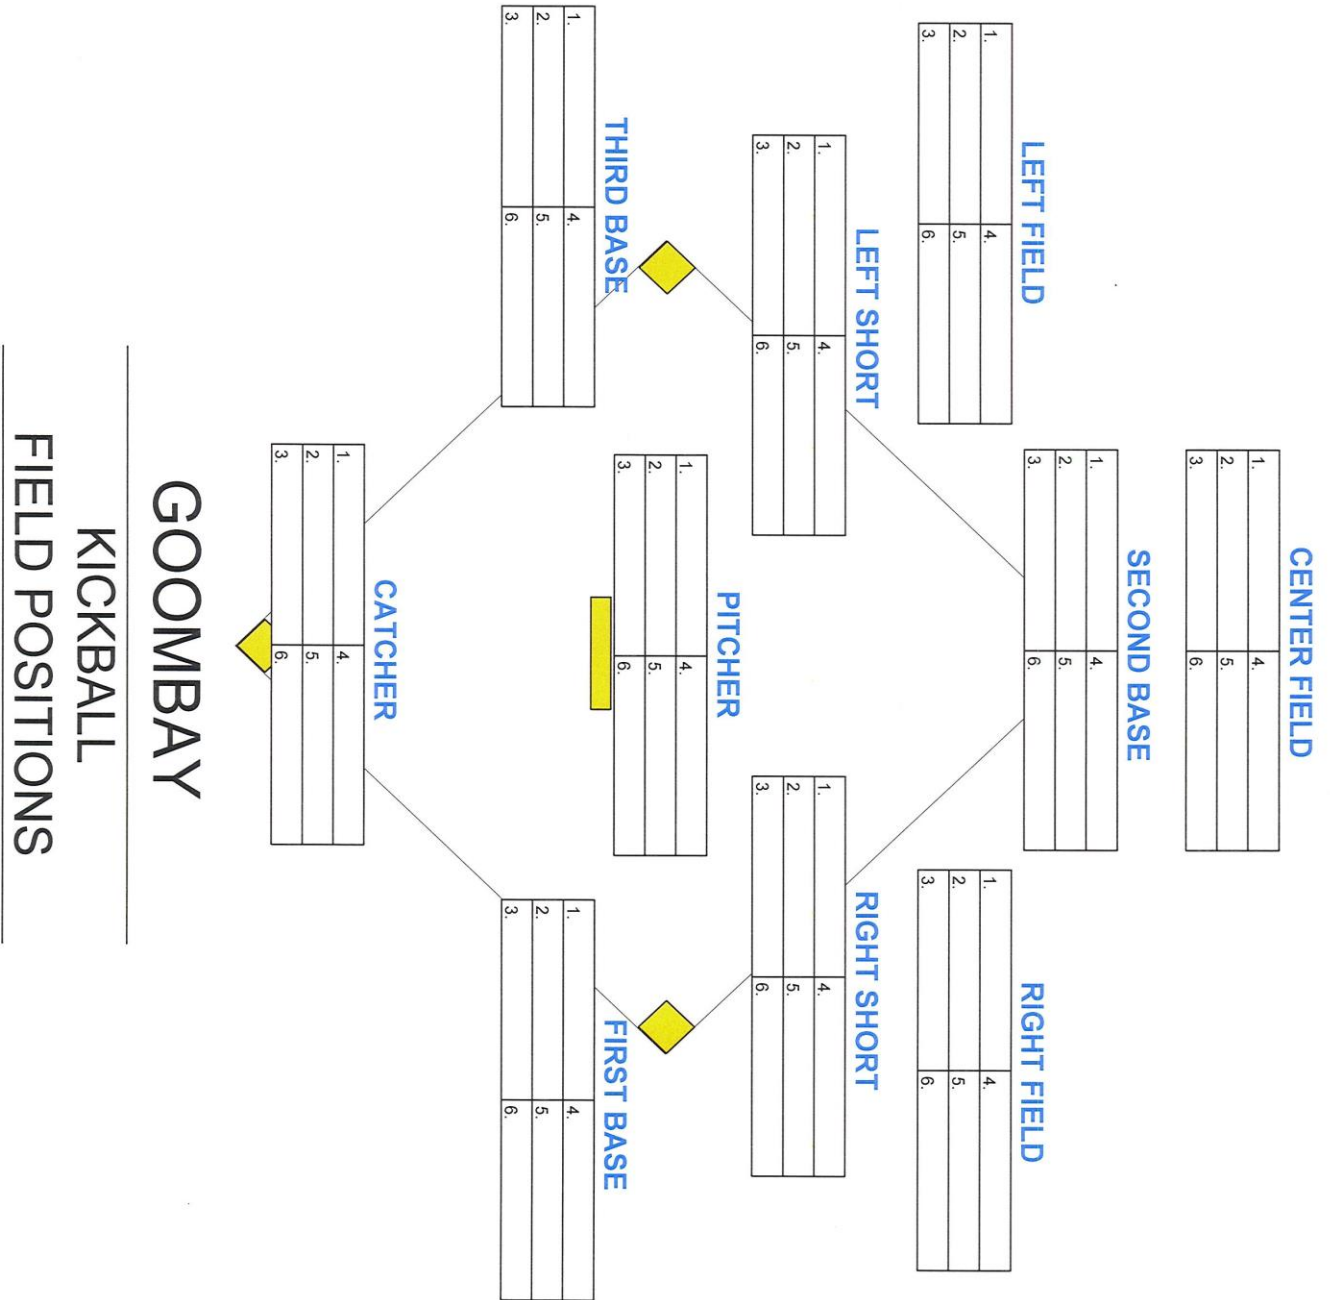 CENTER FIELD
1. 4.
2. 5.
3. 6.
SECOND BASE
1. 4.
2. 5.
3. 6.
LEFT FIELD
1. 4.
2. 5.
3. 6.
RIGHT FIELD
1. 4.
2. 5.
3. 6.
LEFT SHORT
1. 4.
2. 5.
3. 6.
RIGHT SHORT
1. 4.
2. 5.
3. 6.
PITCHER
1. 4.
2. 5.
3. 6.
THIRD BASE
1. 4.
2. 5.
3. 6.
FIRST BASE
1. 4.
2. 5.
3. 6.
CATCHER
1. 4.
2. 5.
3. 6.
GOOMBAY
KICKBALL
FIELD POSITIONS